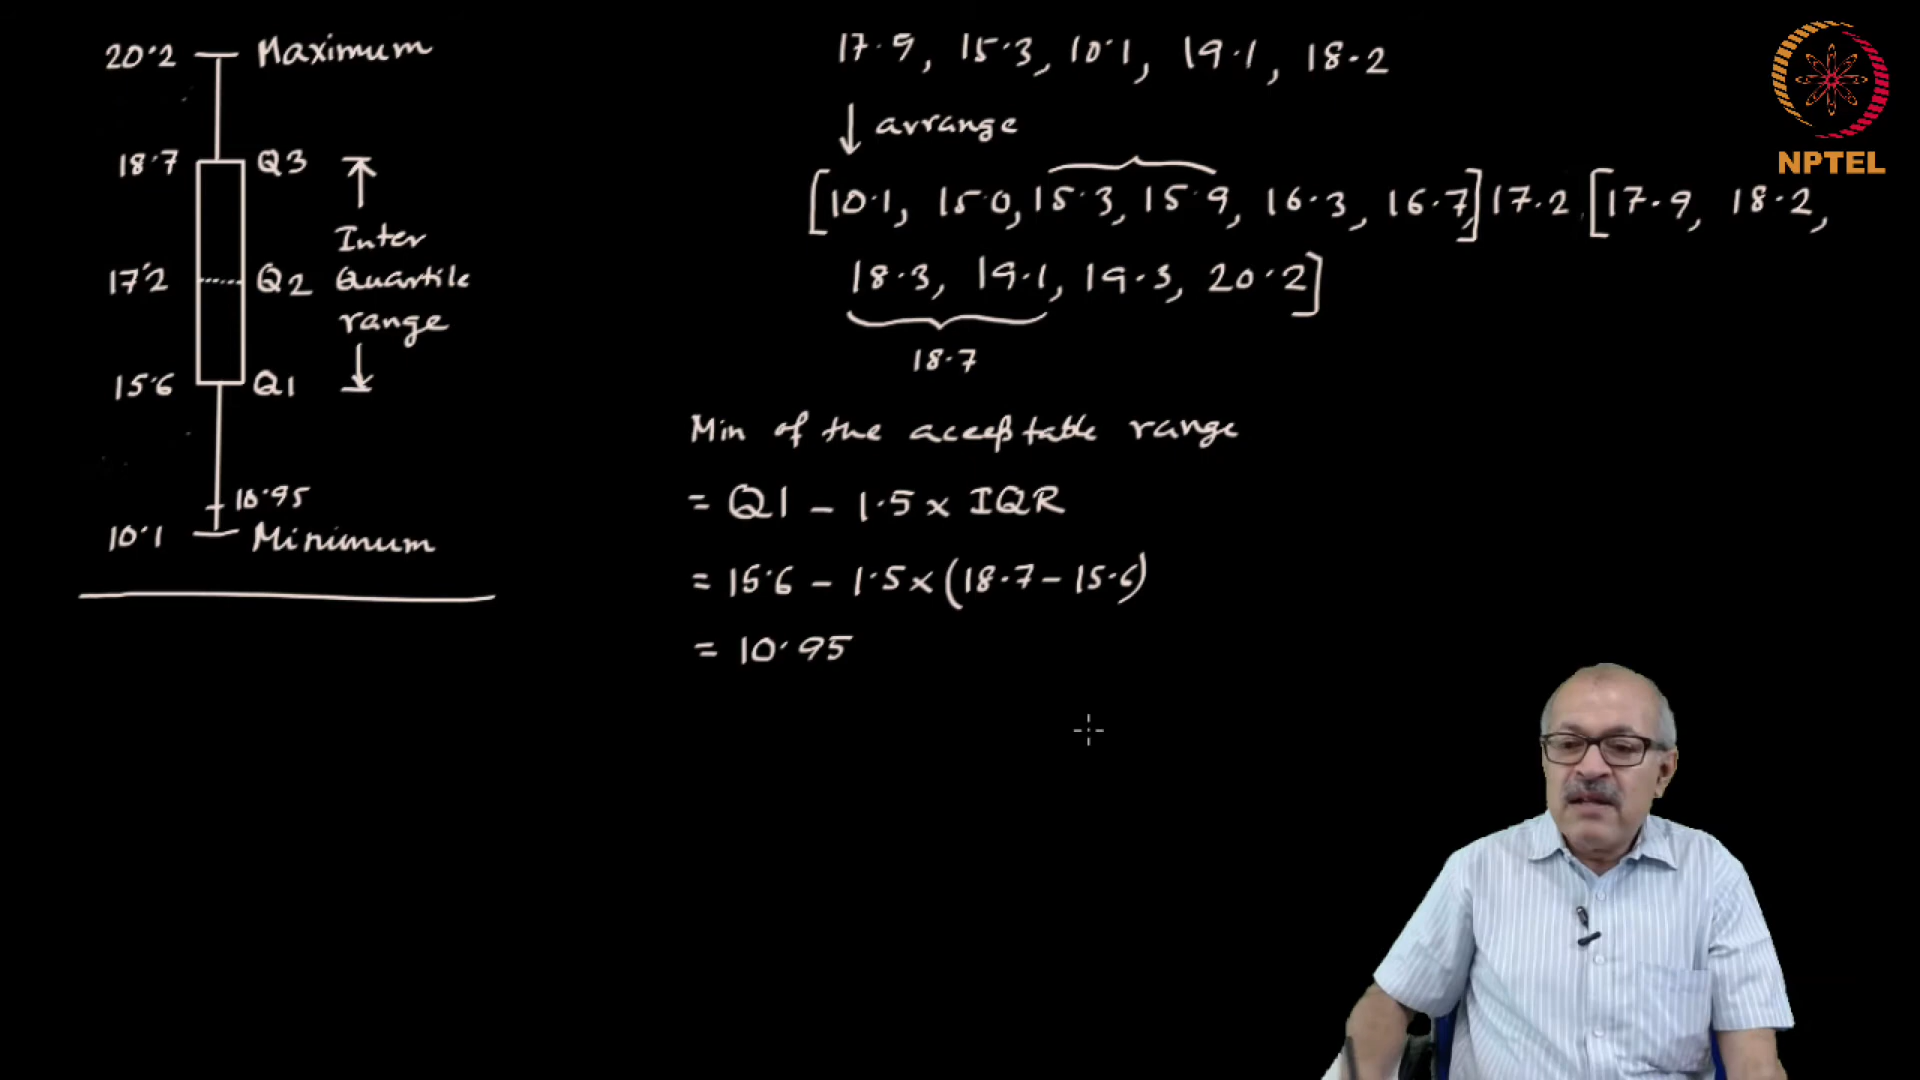 20.2 Maximum
18.7 Q3
Inter
17.2 Q2 Quartile
range
15.6 Q1
10.95
10.1 Minimum
17.9, 15.3, 10.1, 19.1, 18.2
↓ arrange
[10.1, 15.0, 15.3, 15.9, 16.3, 16.7] 17.2, [17.9, 18.2,
18.3, 19.1, 19.3, 20.2]
18.7
Min of the acceptable range
= Q1 - 1.5 × IQR
= 15.6 - 1.5 × (18.7 - 15.6)
= 10.95
NPTEL